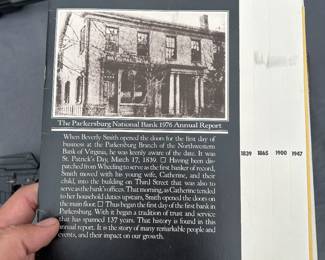 The Parkersburg National Bank 1976 Annual Report
When Beverly Smith opened the doors for the first day of
business at the Parkersburg Branch of the Northwestern
Bank of Virginia, he was keenly aware of the date. It was
St. Patrick's Day, March 17, 1839. □ Having been dis-
patched from Wheeling to serve as the first banker of record,
Smith moved with his young wife, Catherine, and their
child, into the building on Third Street that was also to
serve as the bank's offices. That morning, as Catherine tended
to her household duties upstairs, Smith opened the doors on
the main floor. □ Thus began the first day of the first bank in
Parkersburg. With it began a tradition of trust and service
that has spanned 137 years. That history is found in this
annual report. It is the story of many remarkable people and
events, and their impact on our growth.
1839 1865 1900 1947